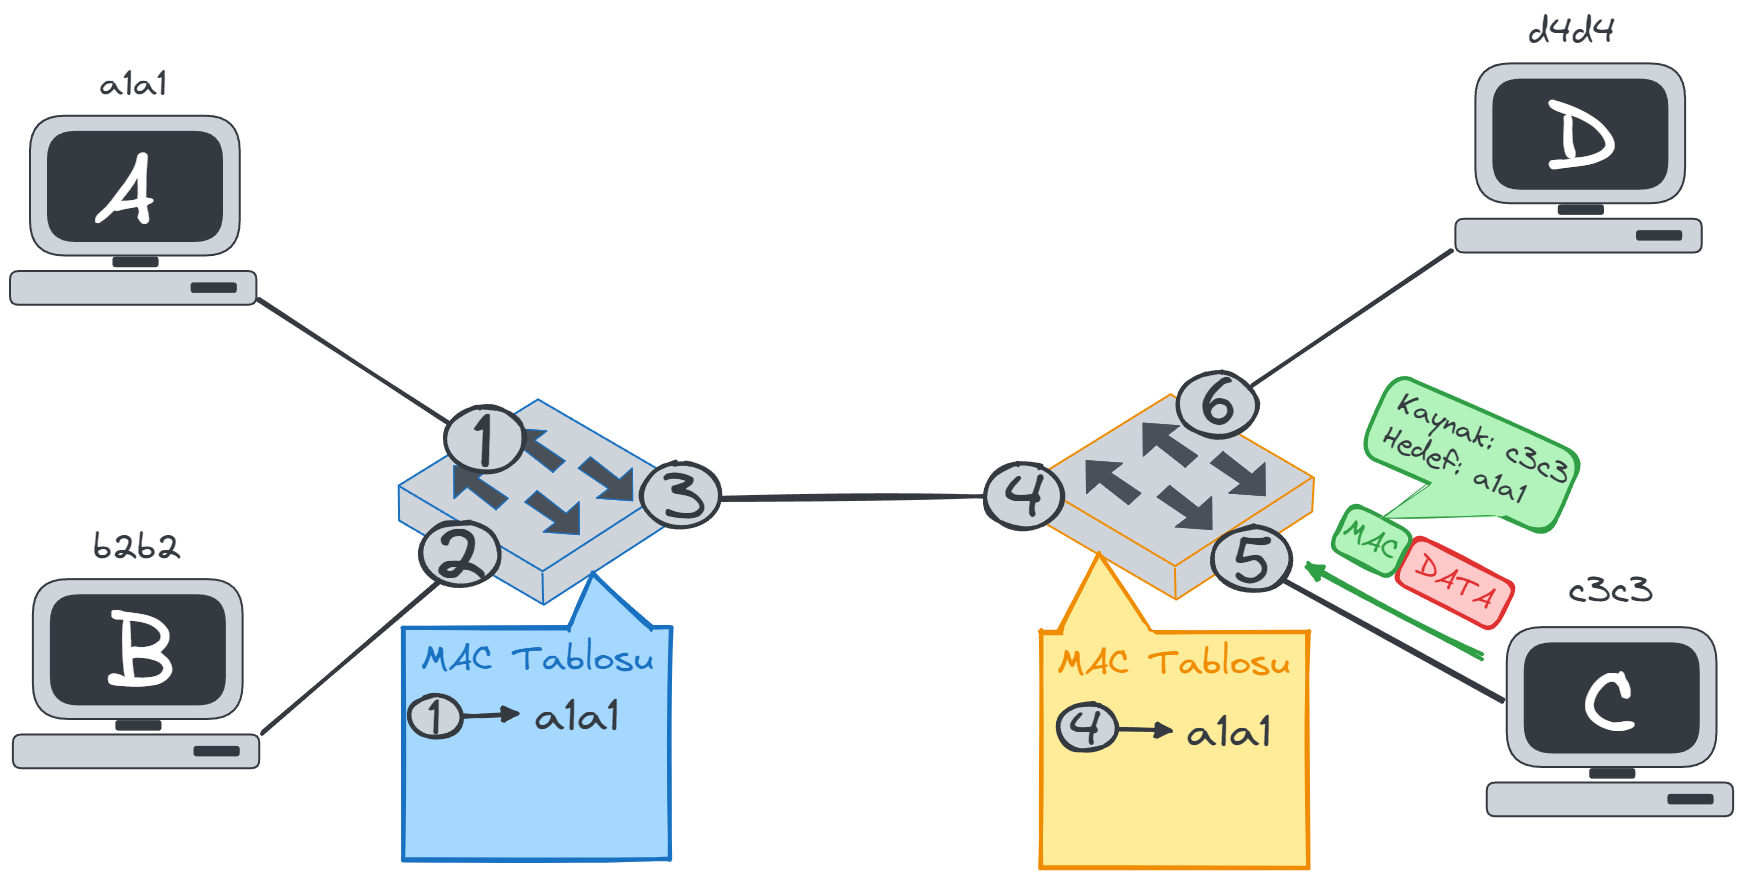 a1a1
A
b2b2
B
1
2
3
MAC Tablosu
1 → a1a1
4
5
6
MAC Tablosu
4 → a1a1
d4d4
D
Kaynak: c3c3
Hedef: a1a1
MAC
DATA
c3c3
C